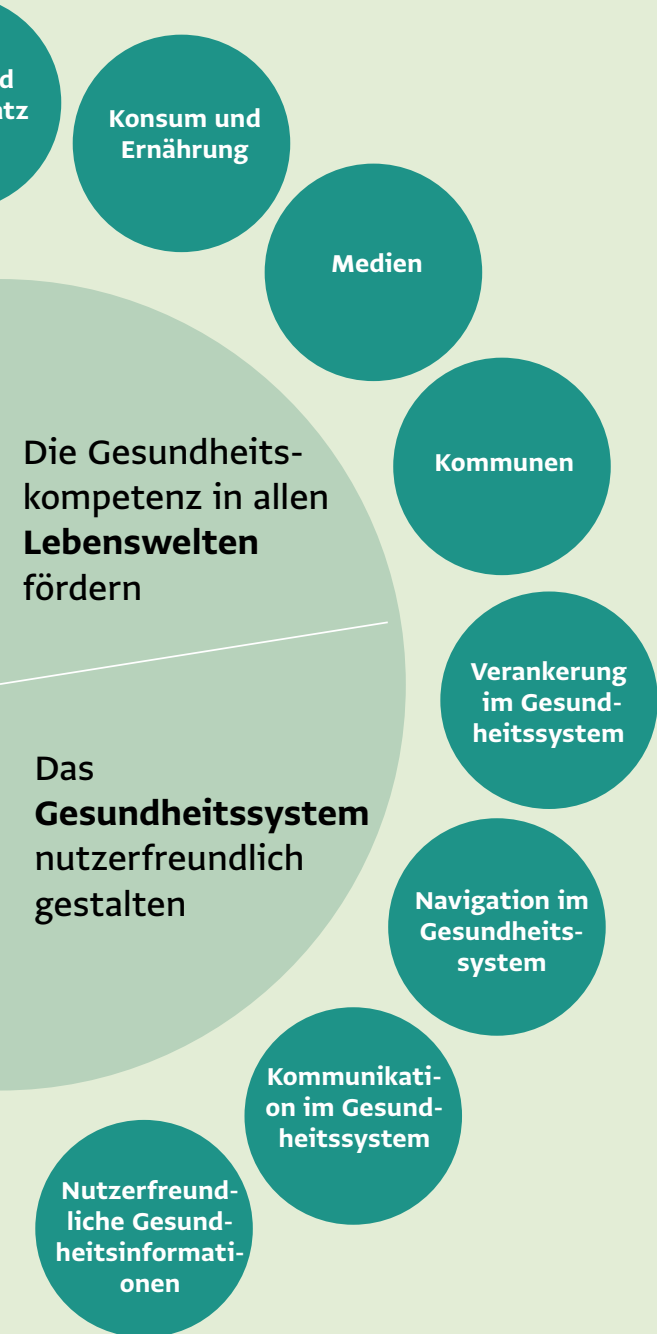 d
tz
Konsum und
Ernährung
Medien
Kommunen
Die Gesundheits-
kompetenz in allen
Lebenswelten
fördern
Verankerung
im Gesund-
heitssystem
Das
Gesundheitssystem
nutzerfreundlich
gestalten
Navigation im
Gesundheits-
system
Kommunikati-
on im Gesund-
heitssystem
Nutzerfreund-
liche Gesund-
heitsinformati-
onen